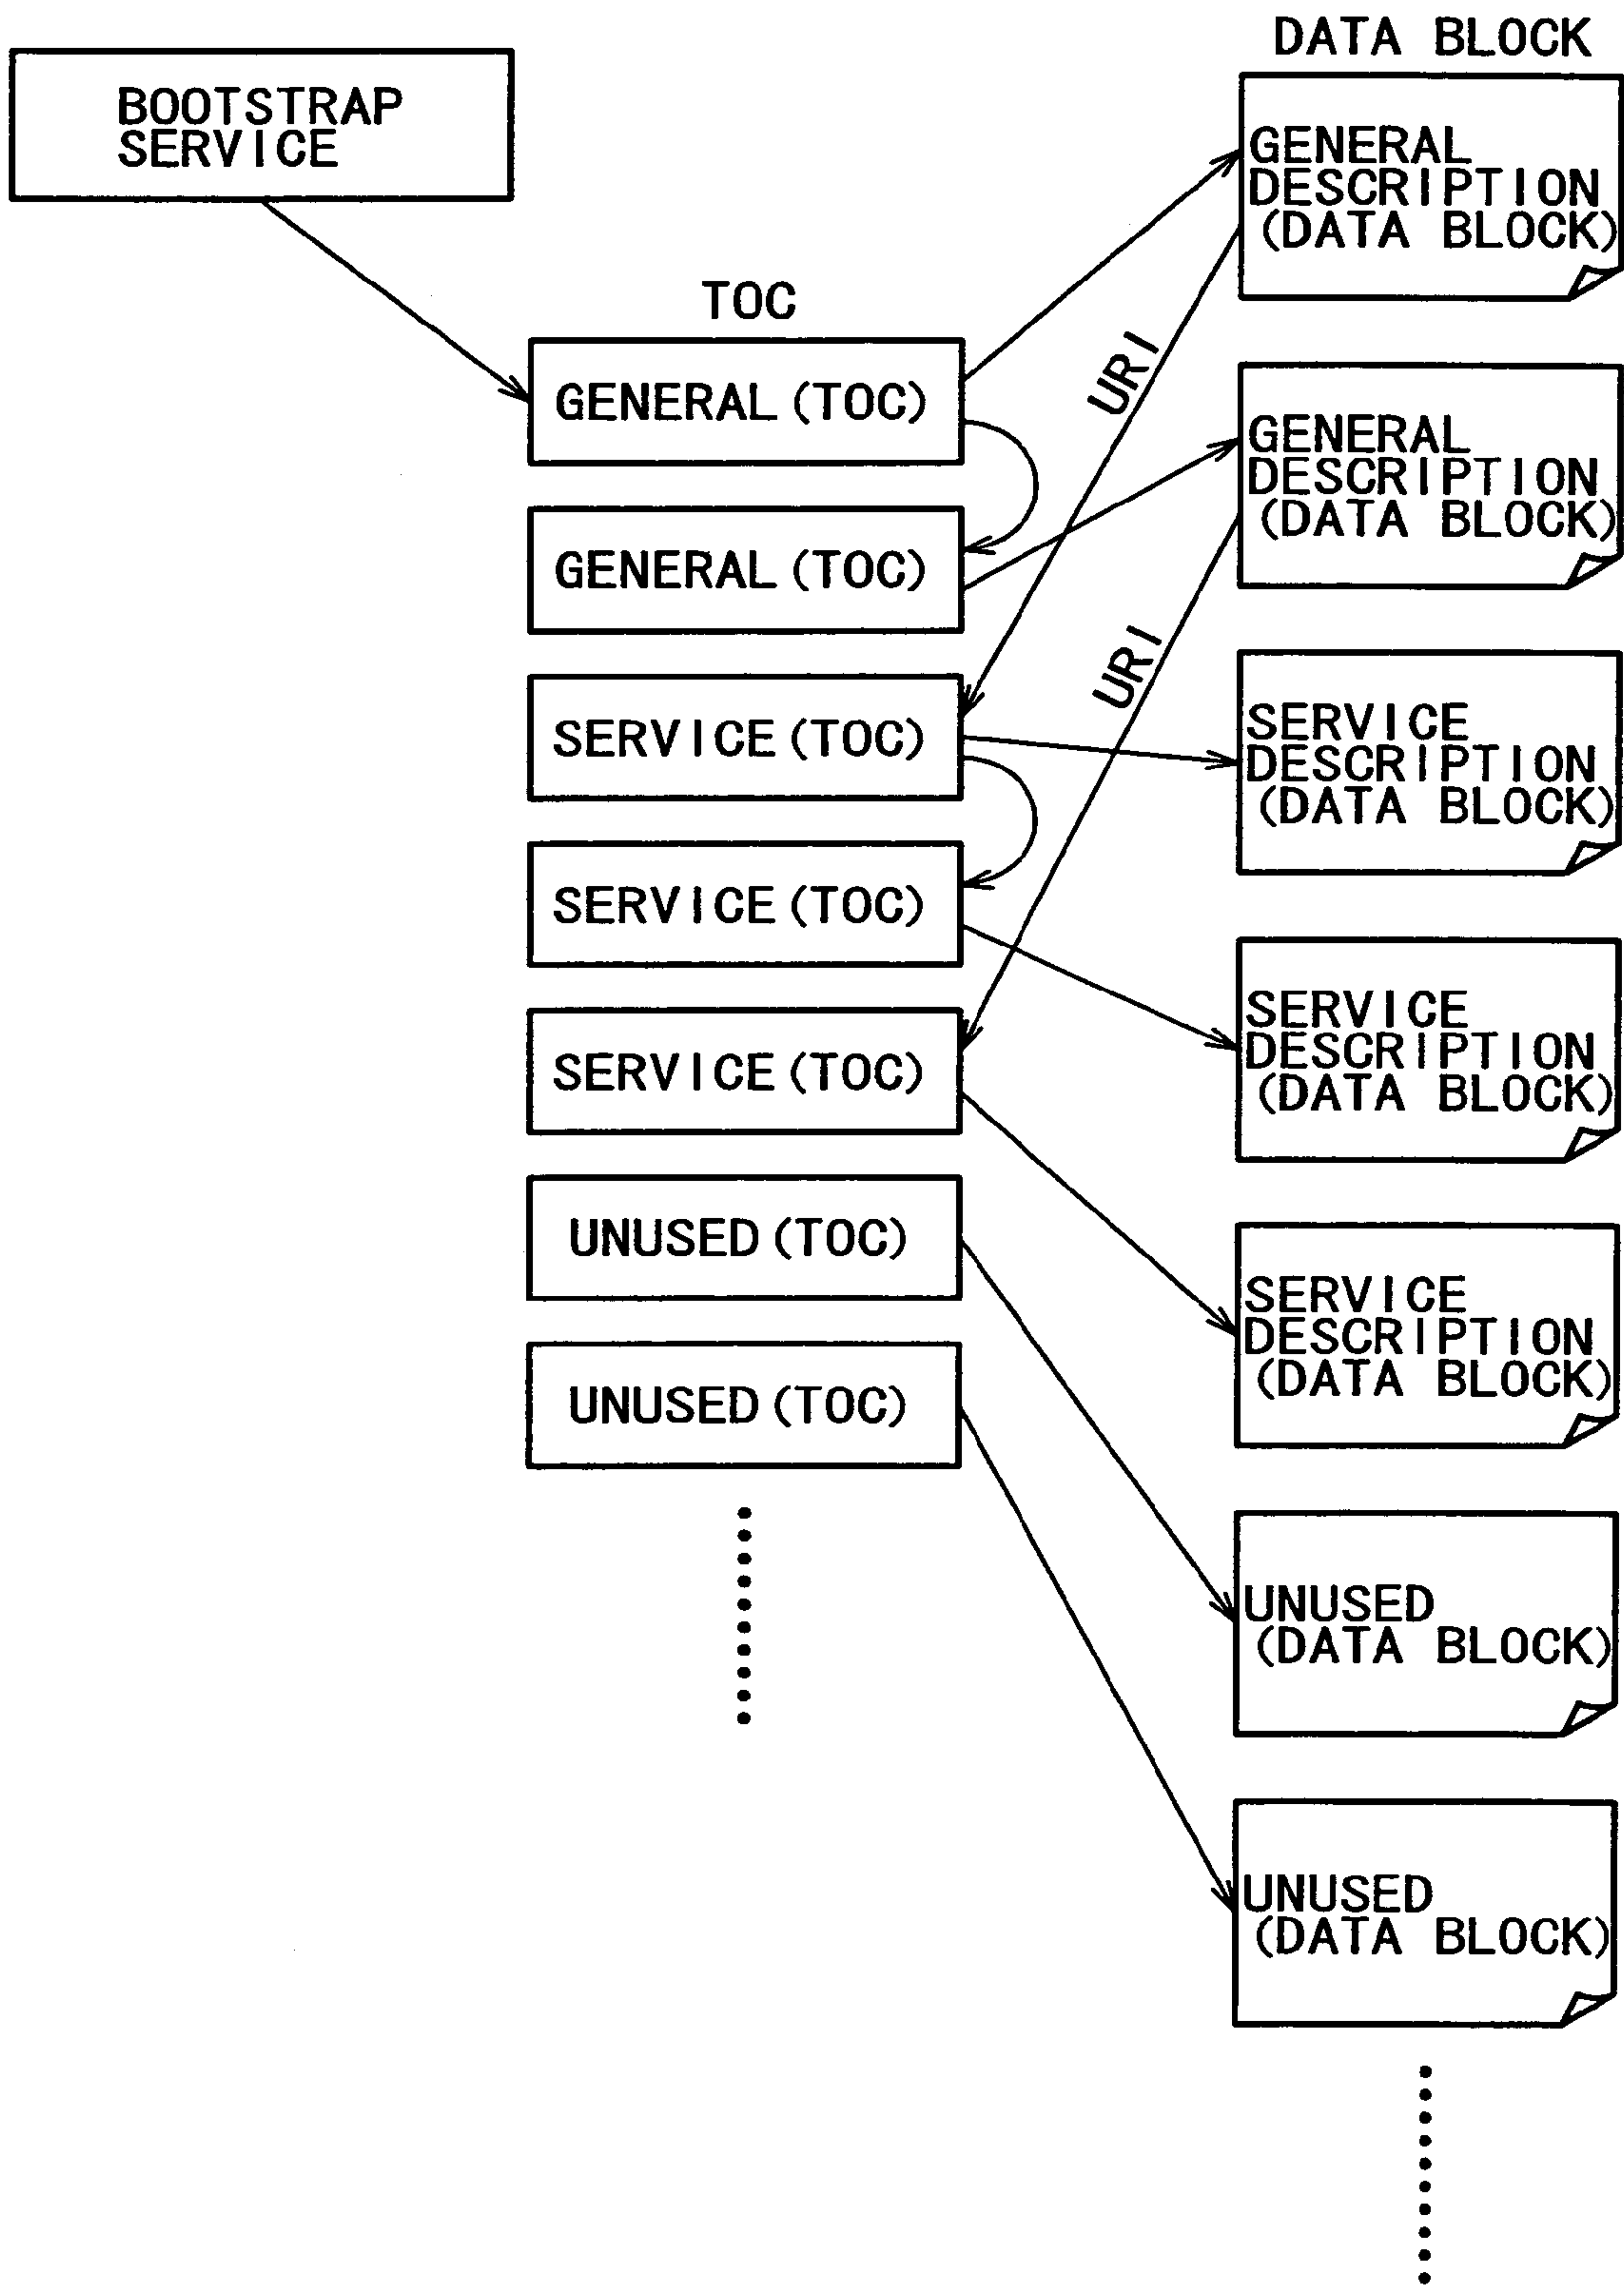 BOOTSTRAP
SERVICE
TOC
GENERAL (TOC)
GENERAL (TOC)
SERVICE (TOC)
SERVICE (TOC)
SERVICE (TOC)
UNUSED (TOC)
UNUSED (TOC)
URI
URI
DATA BLOCK
GENERAL
DESCRIPTION
(DATA BLOCK)
GENERAL
DESCRIPTION
(DATA BLOCK)
SERVICE
DESCRIPTION
(DATA BLOCK)
SERVICE
DESCRIPTION
(DATA BLOCK)
SERVICE
DESCRIPTION
(DATA BLOCK)
UNUSED
(DATA BLOCK)
UNUSED
(DATA BLOCK)